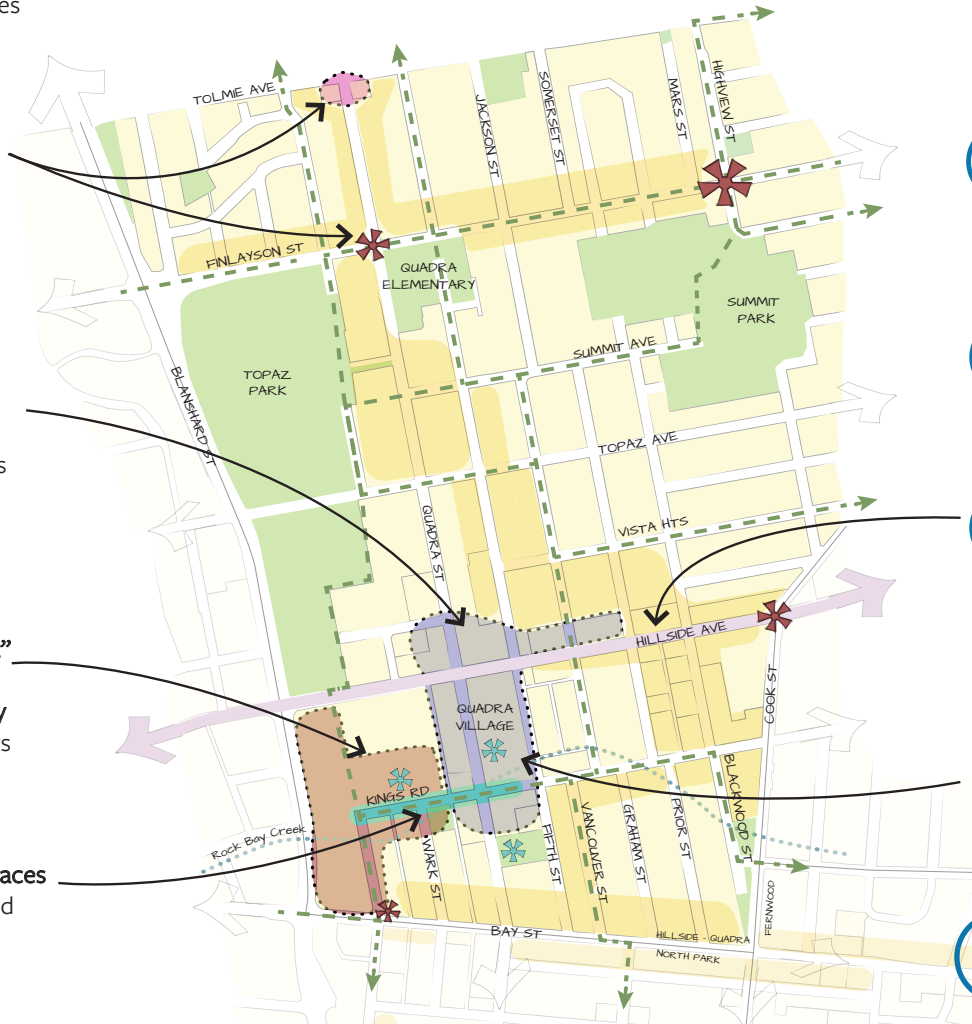 es
TOLMIE AVE
JACKSON ST
SOMERSET ST
MARS ST
HIGHVIEW ST
FINLAYSON ST
QUADRA
ELEMENTARY
SUMMIT
PARK
TOPAZ
PARK
SUMMIT AVE
BLANSHARD ST
TOPAZ AVE
s
QUADRA ST
VISTA HTS
HILLSIDE AVE
”
y
s
COOK ST
QUADRA
VILLAGE
KINGS RD
Rock Bay Creek
WARK ST
FIFTH ST
VANCOUVER ST
GRAHAM ST
PRIOR ST
BLACKWOOD ST
aces
d
FERNWOOD
BAY ST
HILLSIDE - QUADRA
NORTH PARK